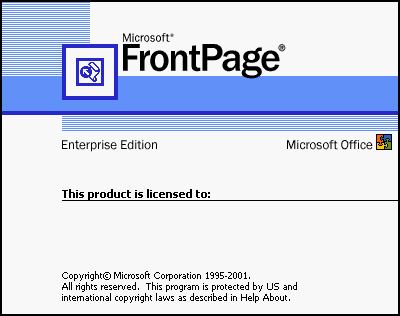 Microsoft®
FrontPage®
Enterprise Edition
Microsoft Office
This product is licensed to:
Copyright© Microsoft Corporation 1995-2001.
All rights reserved.  This program is protected by US and
international copyright laws as described in Help About.